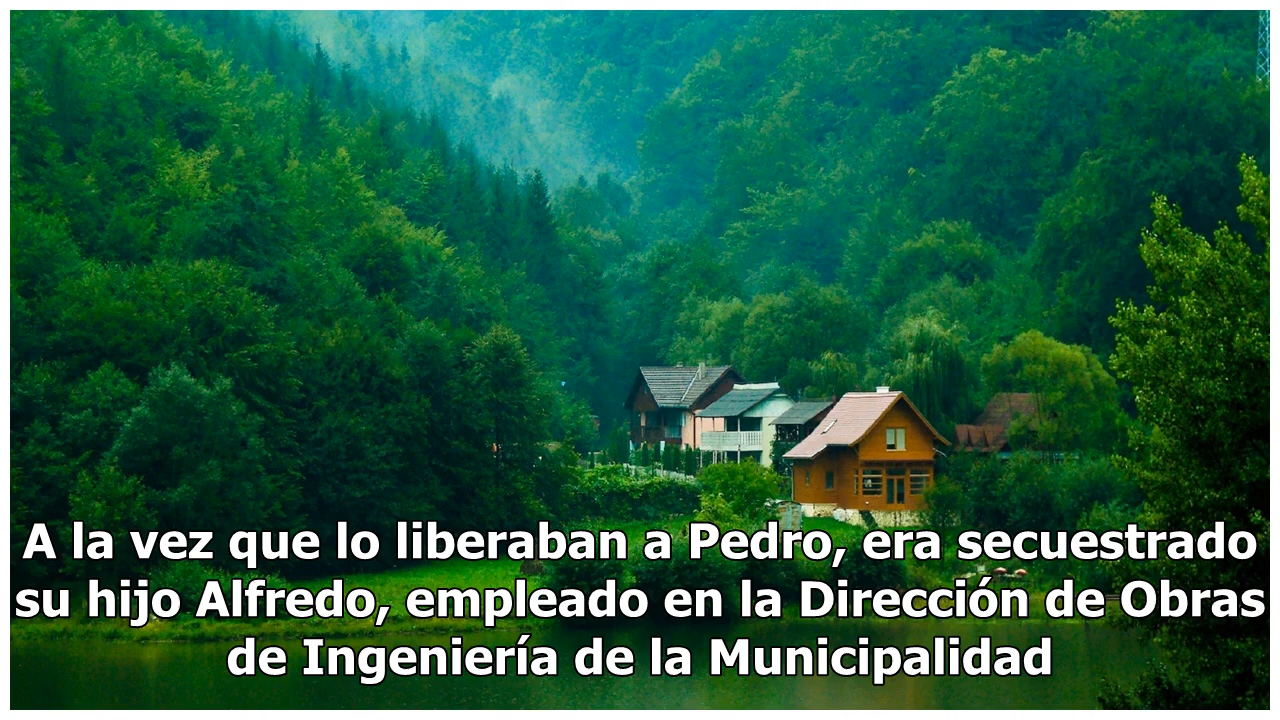 A la vez que lo liberaban a Pedro, era secuestrado
su hijo Alfredo, empleado en la Dirección de Obras
de Ingeniería de la Municipalidad